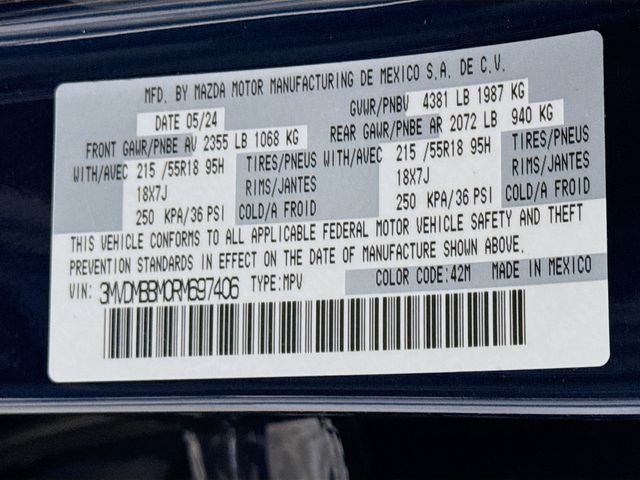 MFD. BY MAZDA MOTOR MANUFACTURING DE MEXICO S.A. DE C.V.
DATE 05/24 GVWR/PNBV 4381 LB 1987 KG
FRONT GAWR/PNBE AV 2355 LB 1068 KG REAR GAWR/PNBE AR 2072 LB 940 KG
WITH/AVEC 215 /55R18 95H TIRES/PNEUS WITH/AVEC 215 /55R18 95H TIRES/PNEUS
18X7J RIMS/JANTES 18X7J RIMS/JANTES
250 KPA/36 PSI COLD/A FROID 250 KPA/36 PSI COLD/A FROID
THIS VEHICLE CONFORMS TO ALL APPLICABLE FEDERAL MOTOR VEHICLE SAFETY AND THEFT
PREVENTION STANDARDS IN EFFECT ON THE DATE OF MANUFACTURE SHOWN ABOVE.
VIN: 3MVDMBBM0RM697406 TYPE:MPV COLOR CODE:42M MADE IN MEXICO